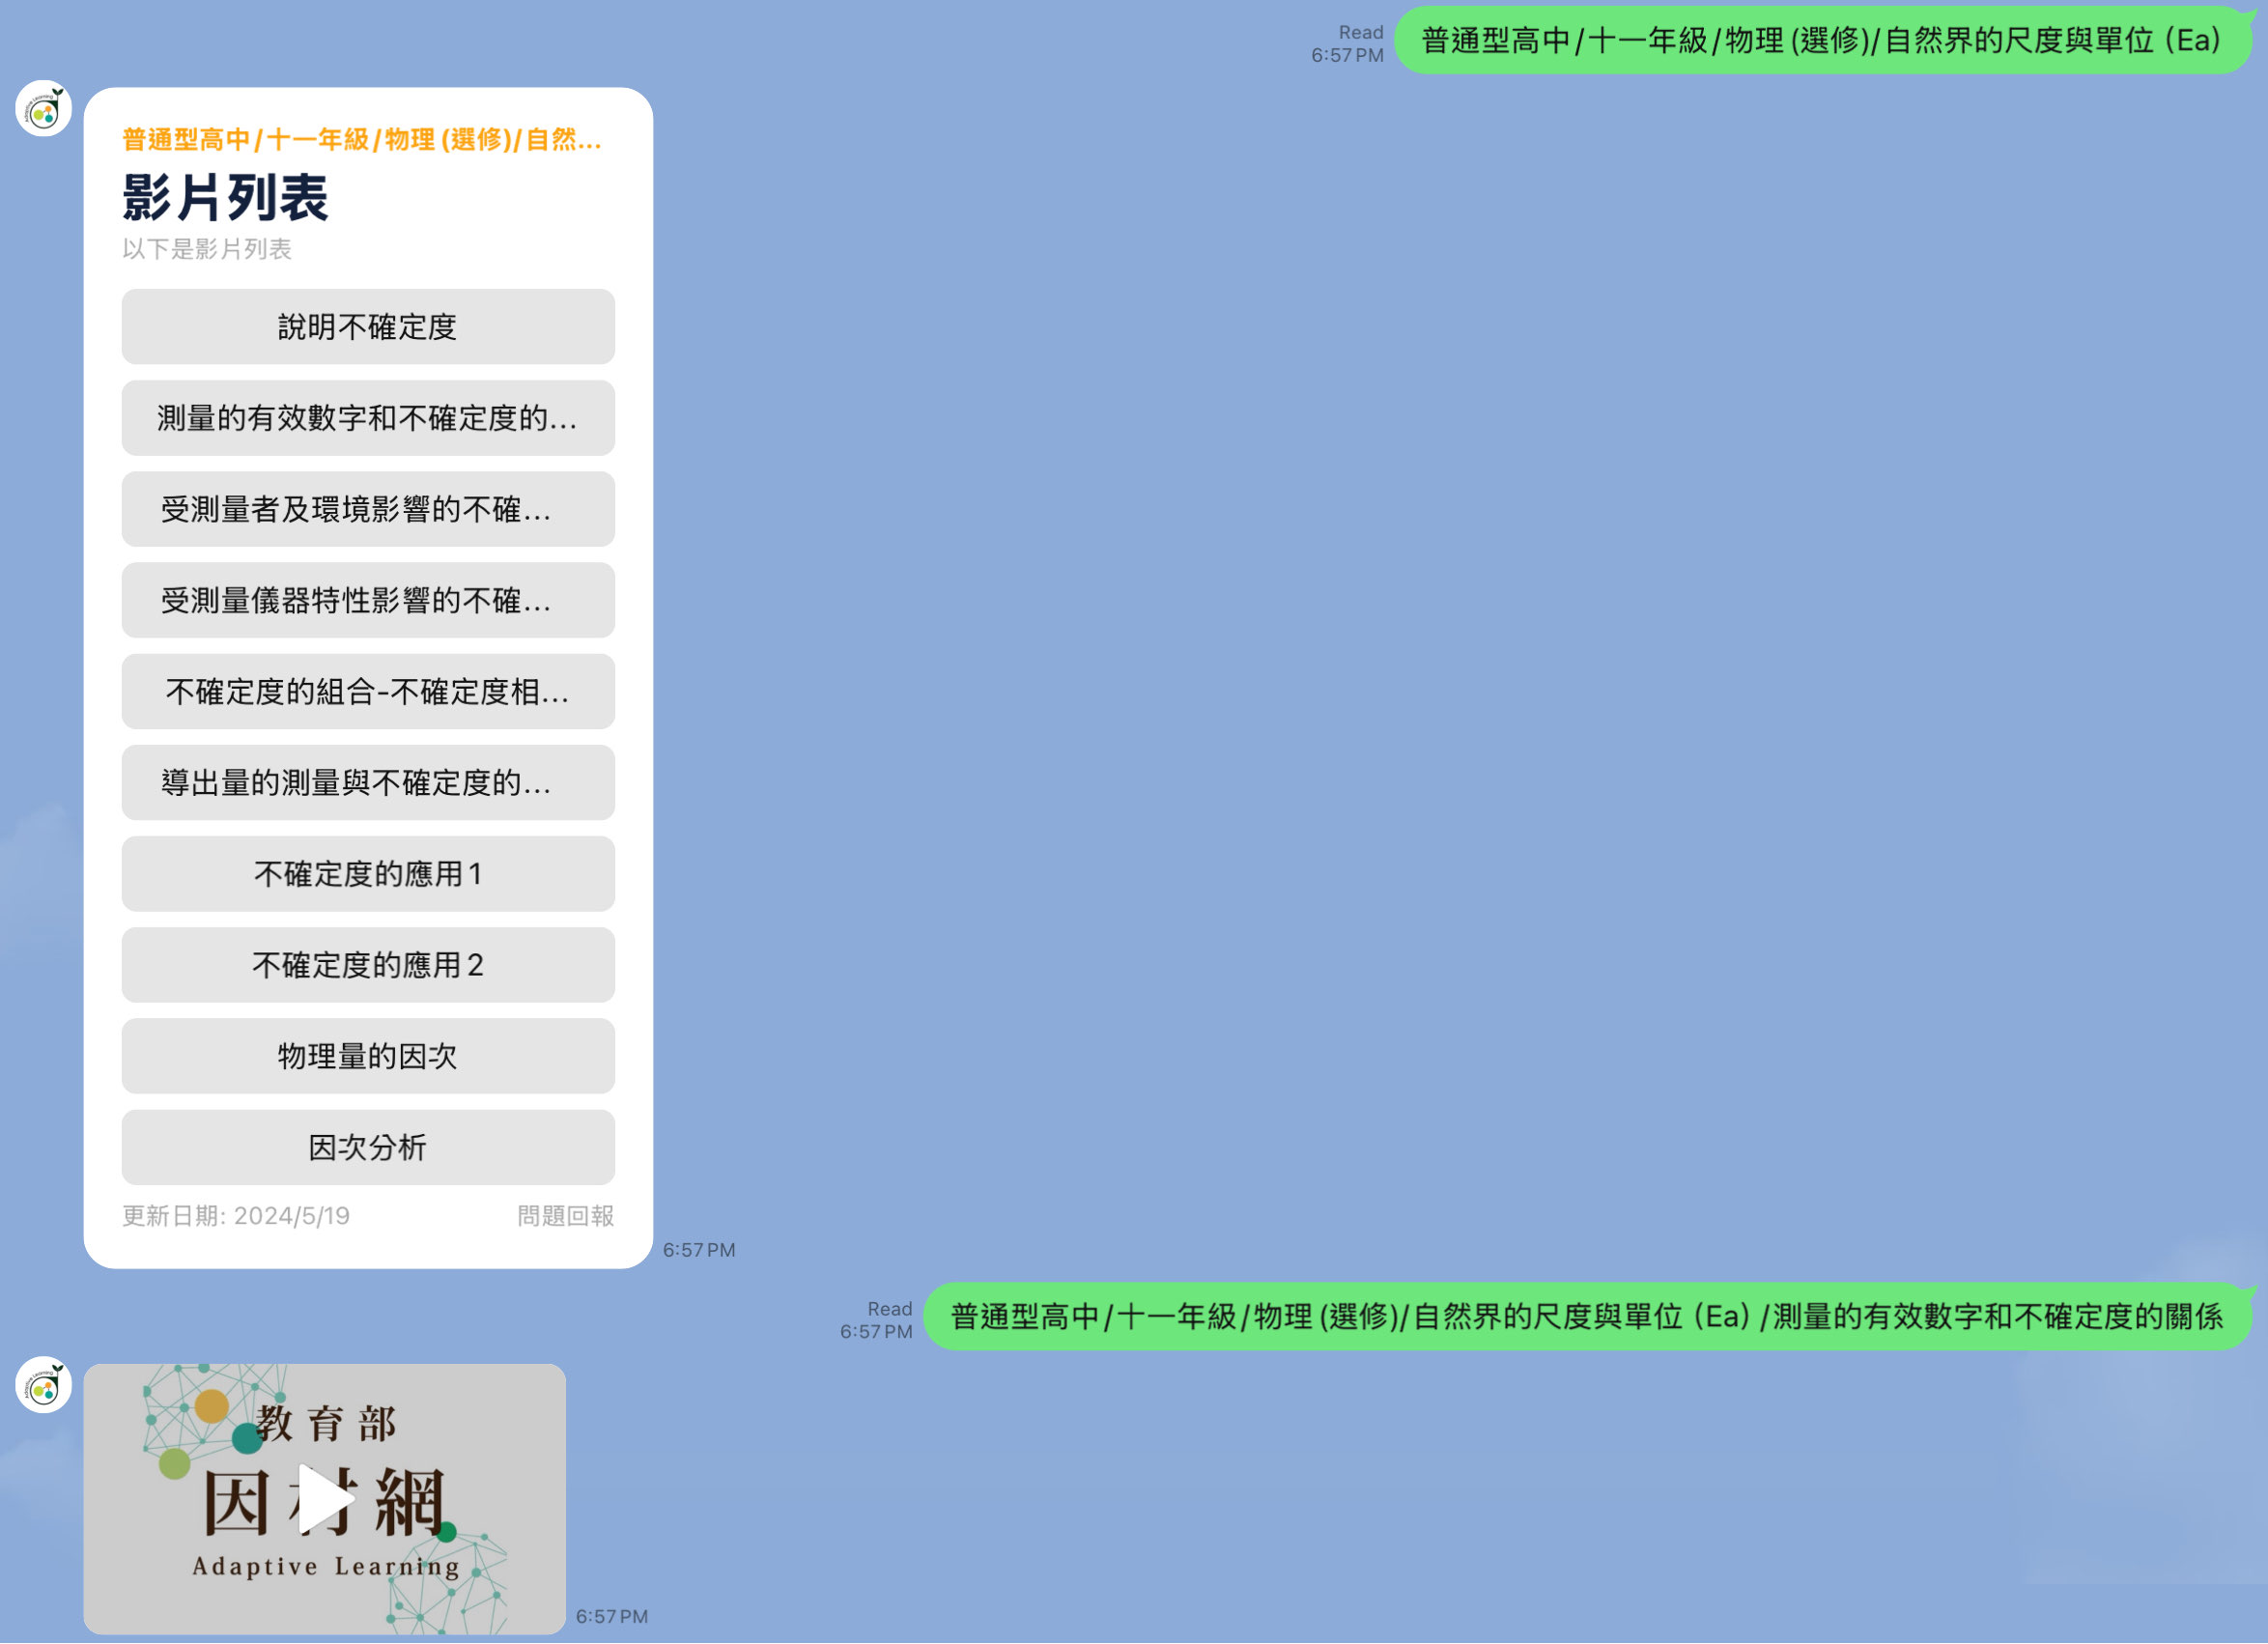 Read
6:57 PM
普通型高中/十一年級/物理(選修)/自然界的尺度與單位（Ea）
普通型高中/十一年級/物理(選修)/自然...
影片列表
以下是影片列表
說明不確定度
測量的有效數字和不確定度的...
受測量者及環境影響的不確...
受測量儀器特性影響的不確...
不確定度的組合-不確定度相...
導出量的測量與不確定度的...
不確定度的應用1
不確定度的應用2
物理量的因次
因次分析
更新日期: 2024/5/19 問題回報
6:57 PM
Read
6:57 PM
普通型高中/十一年級/物理(選修)/自然界的尺度與單位（Ea）/測量的有效數字和不確定度的關係
教育部
因材網
Adaptive Learning
6:57 PM